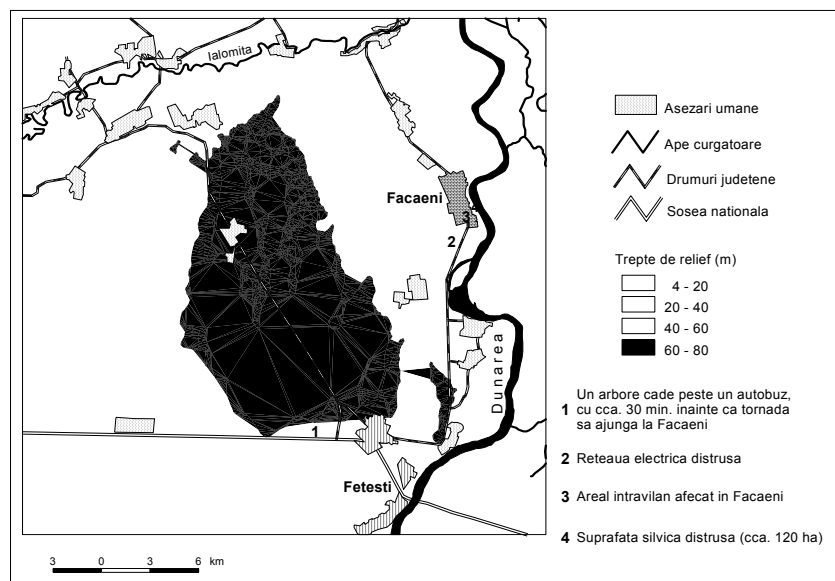 Ialomita
Facaeni
3
2
Dunarea
1
Fetesti
3 0 3 6 km
Asezari umane
Ape curgatoare
Drumuri judetene
Sosea nationala
Trepte de relief (m)
4 - 20
20 - 40
40 - 60
60 - 80
Un arbore cade peste un autobuz,
1 cu cca. 30 min. inainte ca tornada
sa ajunga la Facaeni
2 Reteaua electrica distrusa
3 Areal intravilan afecat in Facaeni
4 Suprafata silvica distrusa (cca. 120 ha)